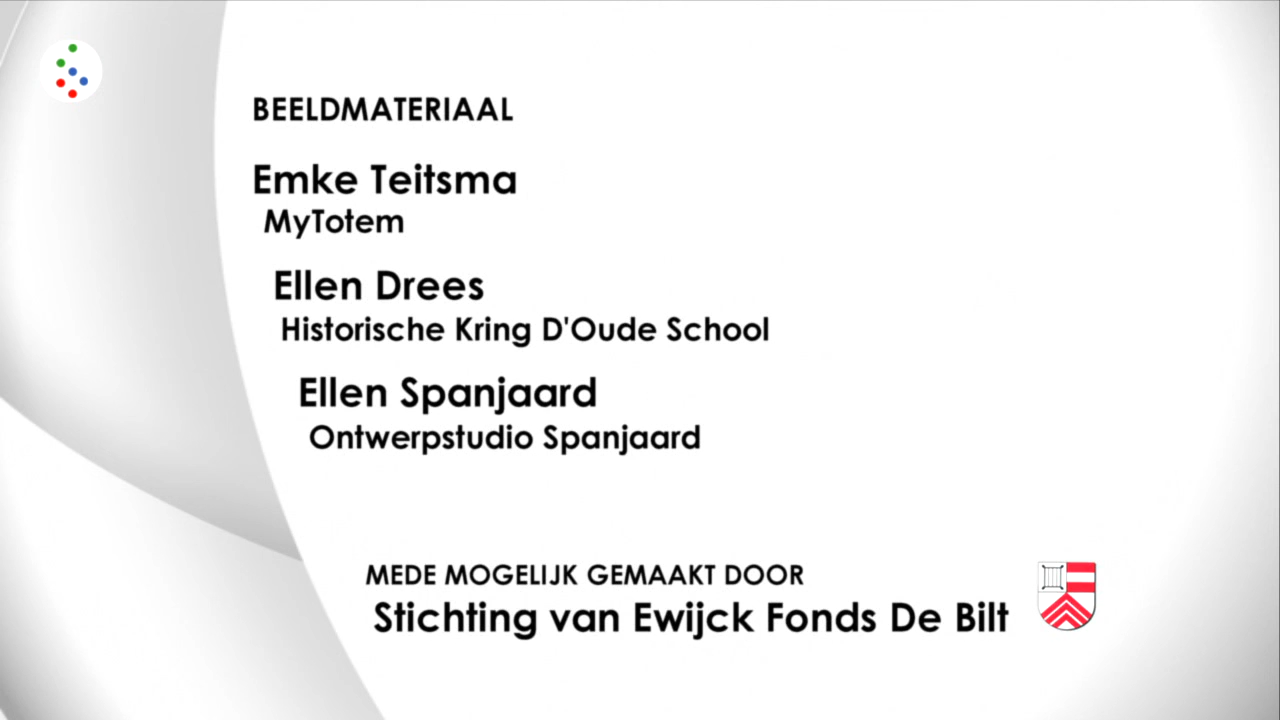 BEELDMATERIAAL
Emke Teitsma
MyTotem
Ellen Drees
Historische Kring D'Oude School
Ellen Spanjaard
Ontwerpstudio Spanjaard
MEDE MOGELIJK GEMAAKT DOOR
Stichting van Ewijck Fonds De Bilt